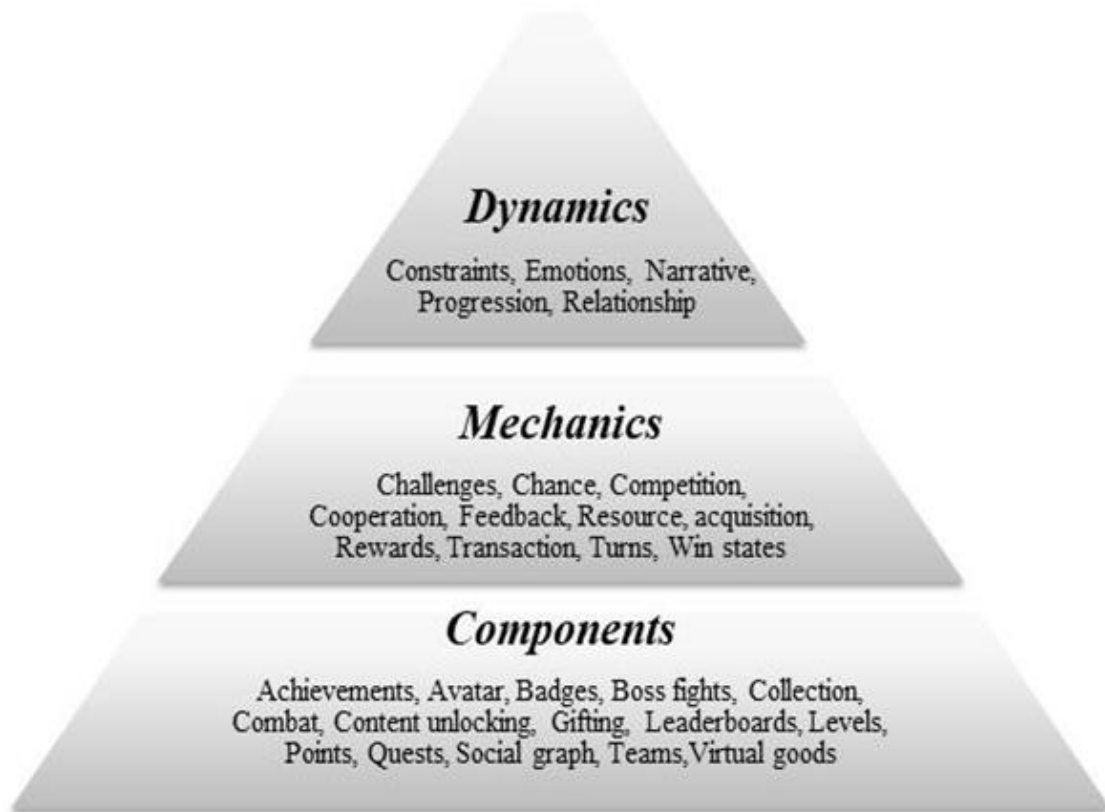 Dynamics
Constraints, Emotions, Narrative,
Progression, Relationship
Mechanics
Challenges, Chance, Competition,
Cooperation, Feedback, Resource, acquisition,
Rewards, Transaction, Turns, Win states
Components
Achievements, Avatar, Badges, Boss fights, Collection,
Combat, Content unlocking, Gifting, Leaderboards, Levels,
Points, Quests, Social graph, Teams,Virtual goods